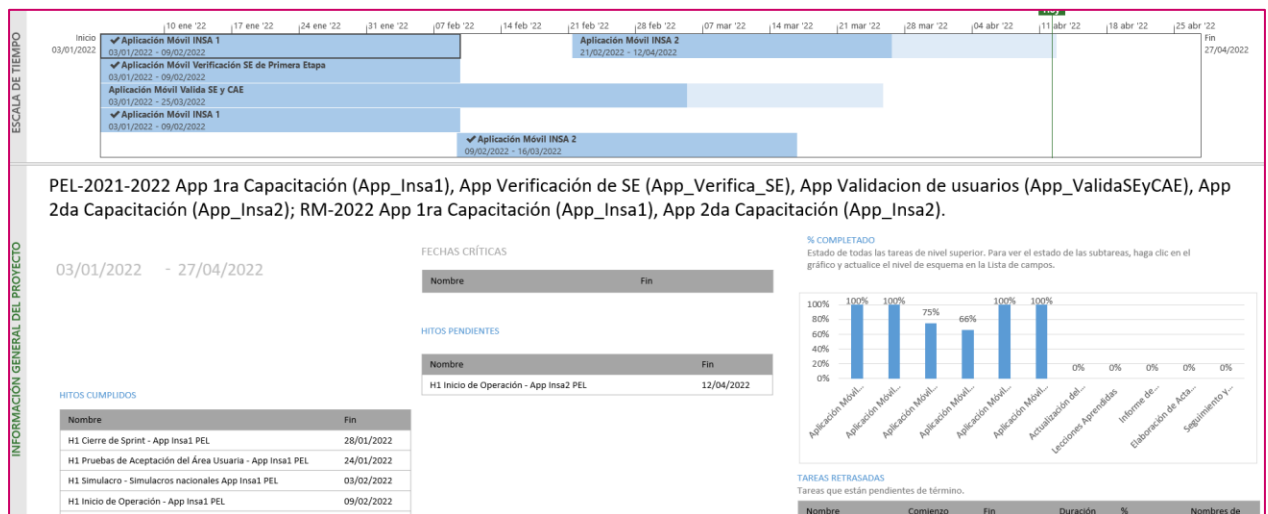 Hoy
10 ene '22 17 ene '22 24 ene '22 31 ene '22 07 feb '22 14 feb '22 21 feb '22 28 feb '22 07 mar '22 14 mar '22 21 mar '22 28 mar '22 04 abr '22 11 abr '22 18 abr '22 25 abr '22
ESCALA DE TIEMPO
Inicio
03/01/2022
✔Aplicación Móvil INSA 1
03/01/2022 - 09/02/2022
Aplicación Móvil INSA 2
21/02/2022 - 12/04/2022
Fin
27/04/2022
✔Aplicación Móvil Verificación SE de Primera Etapa
03/01/2022 - 09/02/2022
Aplicación Móvil Valida SE y CAE
03/01/2022 - 25/03/2022
✔Aplicación Móvil INSA 1
03/01/2022 - 09/02/2022
✔Aplicación Móvil INSA 2
09/02/2022 - 16/03/2022
INFORMACIÓN GENERAL DEL PROYECTO
PEL-2021-2022 App 1ra Capacitación (App_Insa1), App Verificación de SE (App_Verifica_SE), App Validacion de usuarios (App_ValidaSEyCAE), App
2da Capacitación (App_Insa2); RM-2022 App 1ra Capacitación (App_Insa1), App 2da Capacitación (App_Insa2).
03/01/2022 - 27/04/2022
HITOS CUMPLIDOS
Nombre Fin
H1 Cierre de Sprint - App Insa1 PEL 28/01/2022
H1 Pruebas de Aceptación del Área Usuaria - App Insa1 PEL 24/01/2022
H1 Simulacro - Simulacros nacionales App Insa1 PEL 03/02/2022
H1 Inicio de Operación - App Insa1 PEL 09/02/2022
FECHAS CRÍTICAS
Nombre Fin
HITOS PENDIENTES
Nombre Fin
H1 Inicio de Operación - App Insa2 PEL 12/04/2022
% COMPLETADO
Estado de todas las tareas de nivel superior. Para ver el estado de las subtareas, haga clic en el
gráfico y actualice el nivel de esquema en la Lista de campos.
100% 100% 75% 66% 100% 100% 0% 0% 0% 0% 0%
100%
80%
60%
40%
20%
0%
Aplicación Móvil...
Aplicación Móvil...
Aplicación Móvil...
Aplicación Móvil...
Aplicación Móvil...
Aplicación Móvil...
Actualización del...
Lecciones Aprendidas
Informe de...
Elaboración de Acta...
Seguimiento y...
TAREAS RETRASADAS
Tareas que están pendientes de término.
Nombre Comienzo Fin Duración % Nombres de